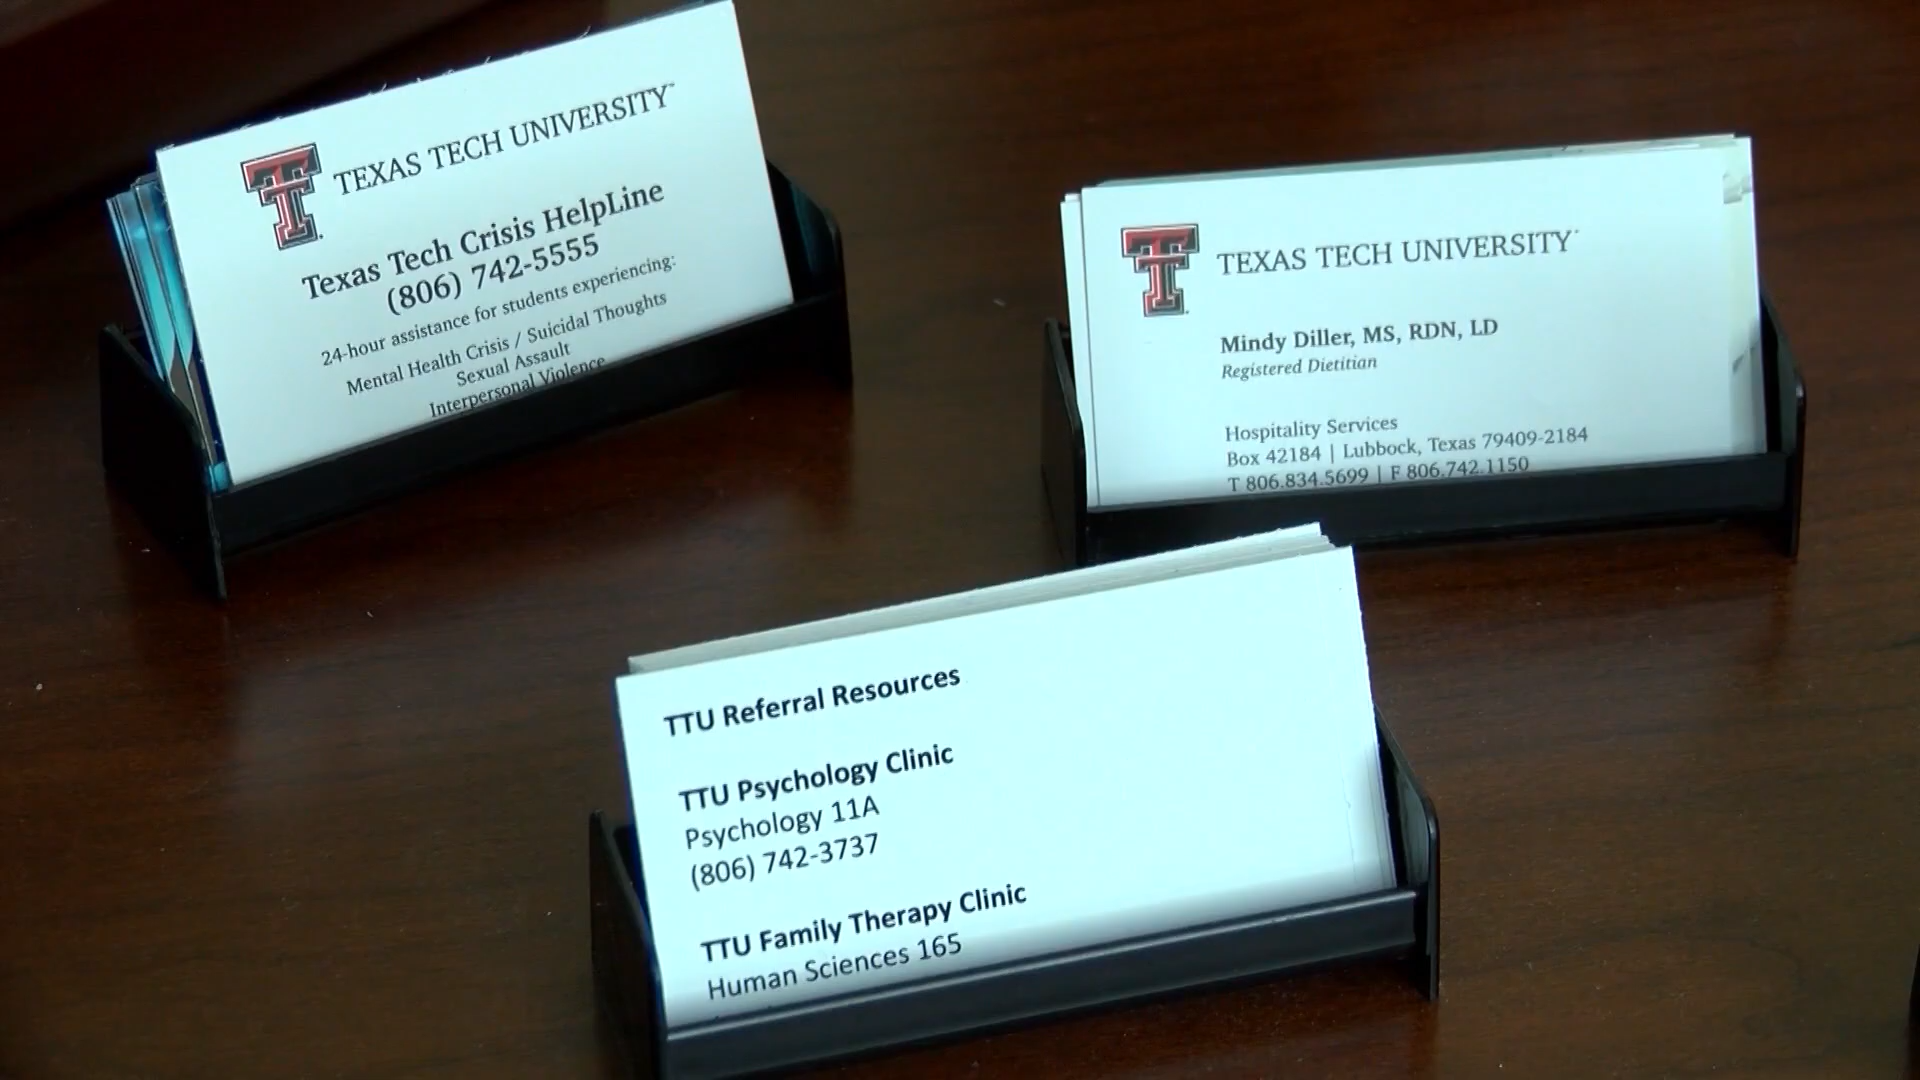 TEXAS TECH UNIVERSITY
Texas Tech Crisis HelpLine
(806) 742-5555
24-hour assistance for students experiencing:
Mental Health Crisis / Suicidal Thoughts
Sexual Assault
Interpersonal Violence
TEXAS TECH UNIVERSITY
Mindy Diller, MS, RDN, LD
Registered Dietitian
Hospitality Services
Box 42184 | Lubbock, Texas 79409-2184
T 806.834.5699 | F 806.742.1150
TTU Referral Resources
TTU Psychology Clinic
Psychology 11A
(806) 742-3737
TTU Family Therapy Clinic
Human Sciences 165